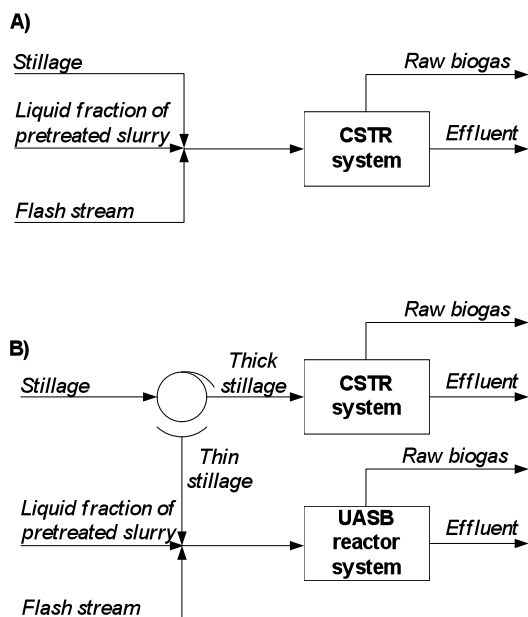 A)
Stillage
Raw biogas
Liquid fraction of
pretreated slurry
CSTR
system
Effluent
Flash stream
B)
Raw biogas
Stillage
Thick
stillage
CSTR
system
Effluent
Thin
stillage
Raw biogas
Liquid fraction of
pretreated slurry
UASB
reactor
system
Effluent
Flash stream